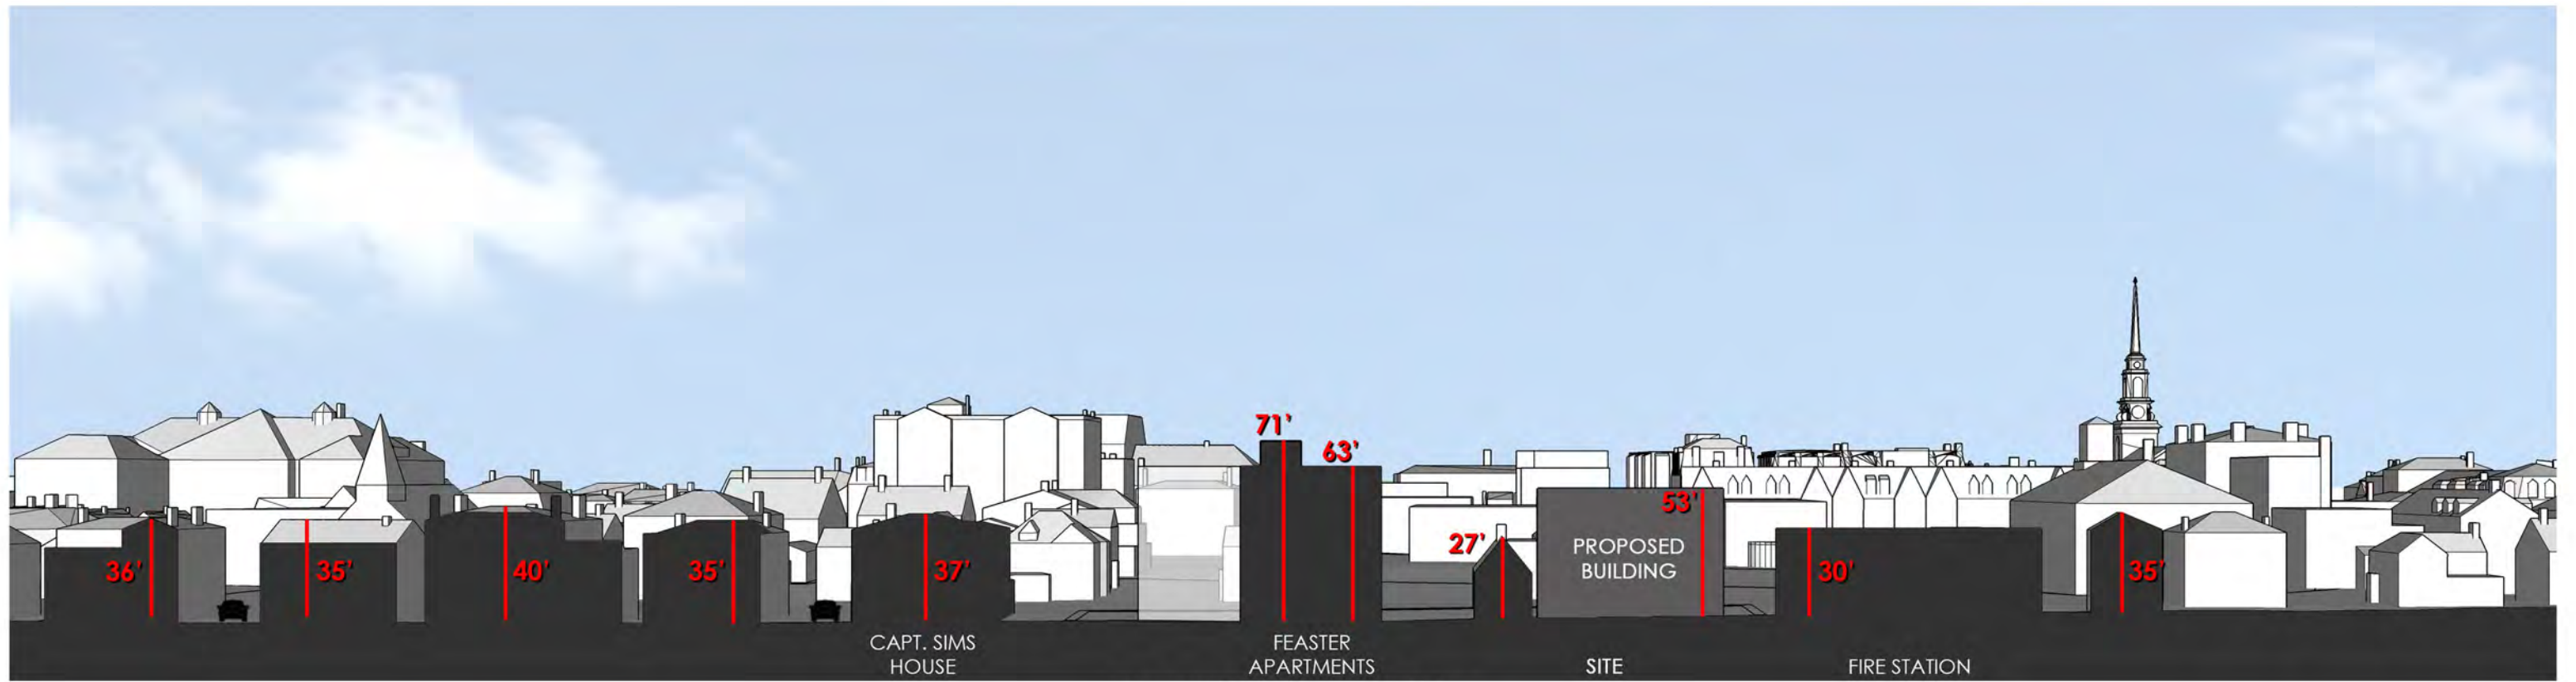 71'
63'
53'
27'
PROPOSED
BUILDING
36'
35'
40'
35'
37'
30'
35'
CAPT. SIMS
HOUSE
FEASTER
APARTMENTS
SITE
FIRE STATION